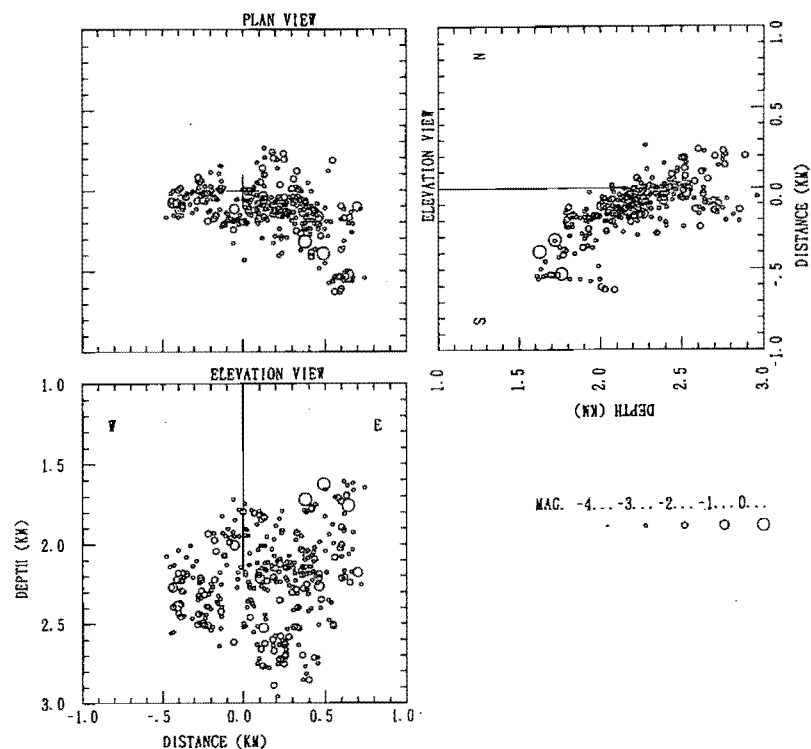 PLAN VIEW
N
S
ELEVATION VIEW
1.0
0.5
0.0
-.5
-1.0
DISTANCE (KM)
1.0 1.5 2.0 2.5 3.0
DEPTH (KM)
ELEVATION VIEW
W E
1.0
1.5
2.0
2.5
3.0
DEPTH (KM)
-1.0 -.5 0.0 0.5 1.0
DISTANCE (KM)
MAG. -4...-3...-2...-1...0...